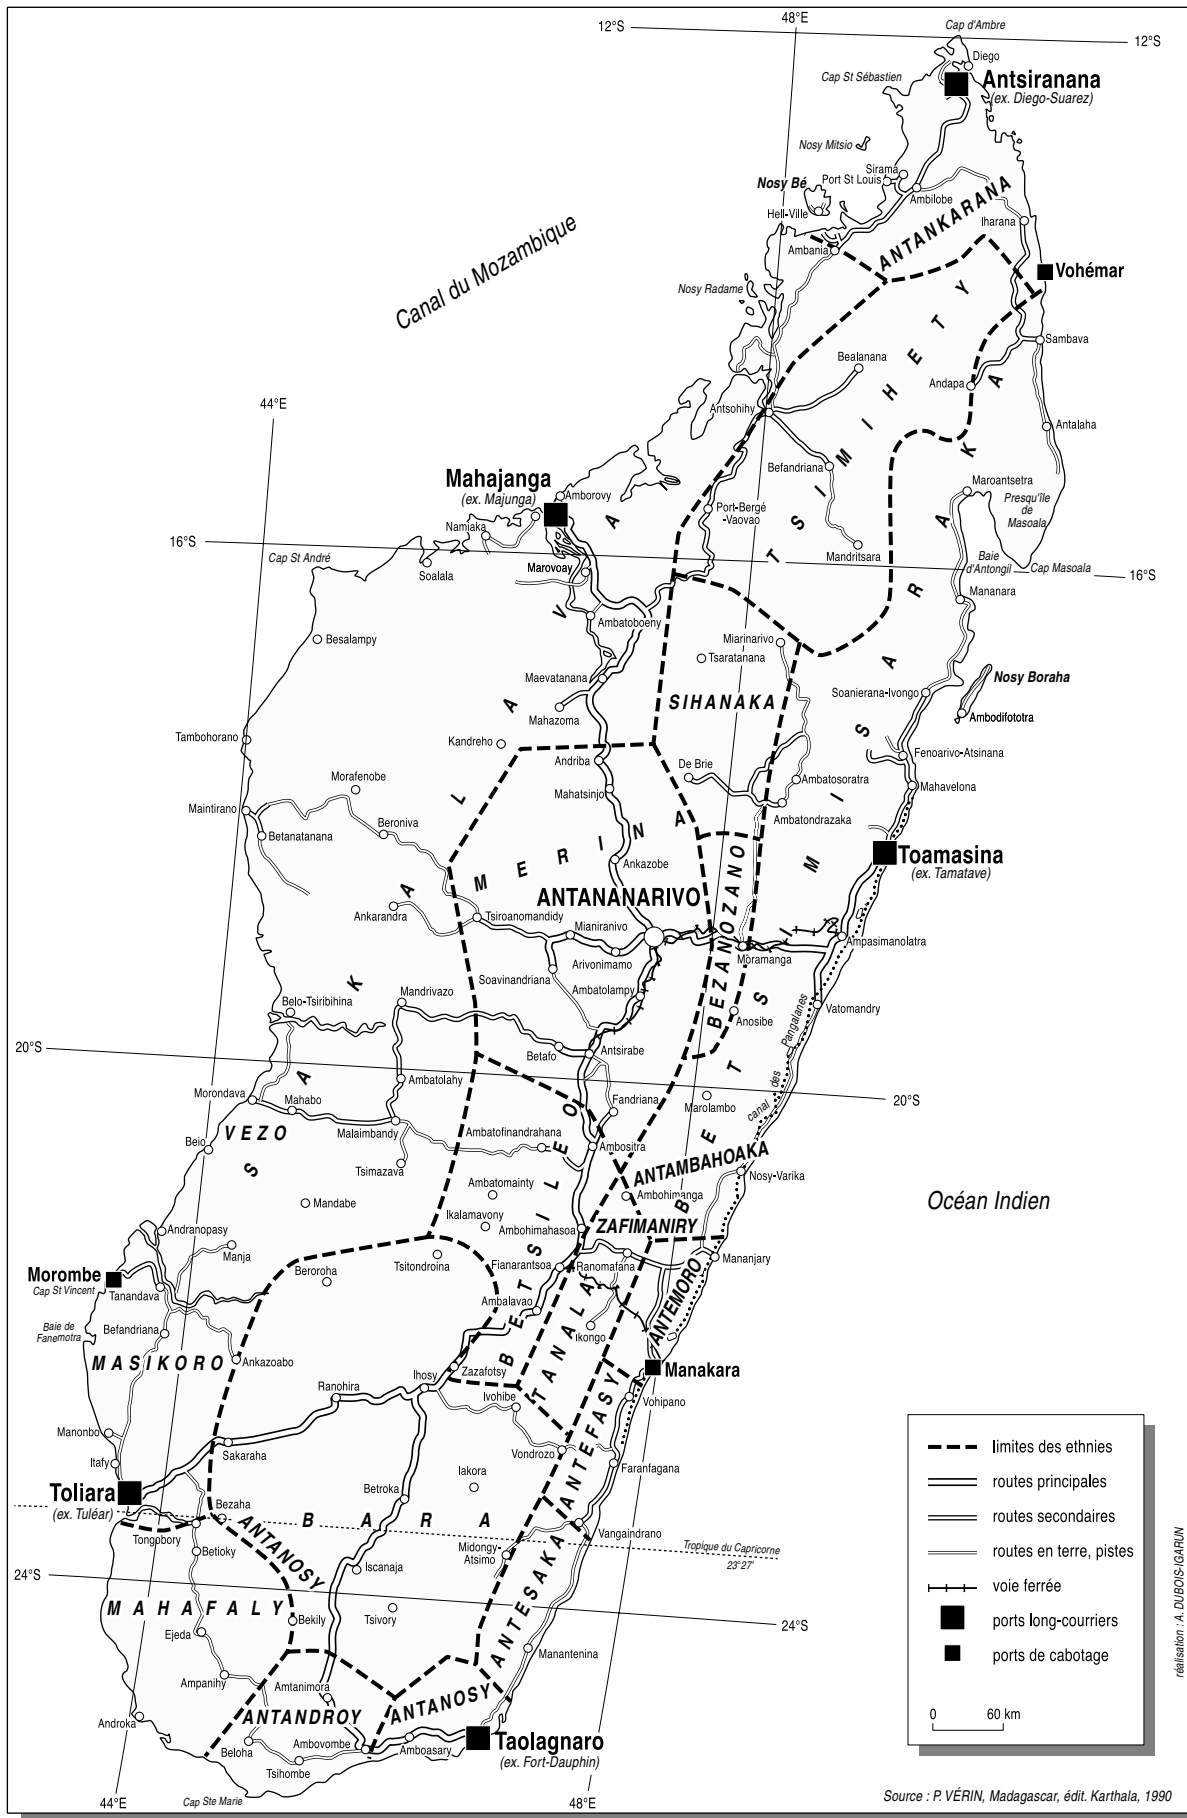 48°E
Cap d'Ambre
12°S
12°S
Diego
Cap St Sébastien
Antsiranana
(ex. Diego-Suarez)
Nosy Mitsio
Sirama
Port St Louis
Nosy Bé
Ambilobe
Hell-Ville
ANTANKARANA
Iharana
Ambania
Canal du Mozambique
Vohémar
Nosy Radame
Sambava
Bealanana
TSIMIHETY
Andapa
44°E
Antsohihy
Antalaha
Befandriana
Mahajanga
(ex. Majunga)
Amborovy
Maroantsetra
Presqu'île
de
Masoala
Port-Bergé
-Vaovao
Namiaka
16°S
Mandritsara
Baie
d'Antongil
Cap Masoala
Cap St André
Soalala
Marovoay
16°S
Mananara
Ambatoboeny
Besalampy
Miarinarivo
Tsaratanana
Maevatanana
Nosy Boraha
Soanierana-Ivongo
SIHANAKA
Mahazoma
Ambodifototra
Tambohorano
Kandreho
Andriba
Fenoarivo-Atsinana
De Brie
Ambatosoratra
Morafenobe
Mahatsinjo
Mahavelona
Maintirano
Ambatondrazaka
Beroniva
Betanatanana
MERINA
BEZANOZANO
Toamasina
(ex. Tamatave)
Ankazobe
ANTANANARIVO
Ankarandra
Tsiroanomandidy
Mianiranivo
Ampasimanolatra
Arivonimamo
Moramanga
Soavinandriana
Ambatolampy
Mandrivazo
Belo-Tsiribihina
Anosibe
Vatomandry
canal des Pangalanes
SAKALAVA
BETSIMISARAKA
20°S
Betafo
Antsirabe
Ambatolahy
Morondava
Mahabo
Fandriana
Marolambo
20°S
VEZO
Malaimbandy
Ambatofinandrahana
Ambositra
Beio
Tsimazava
ANTAMBAHOAKA
Nosy-Varika
Ambatomainty
Ambohimanga
Océan Indien
Mandabe
Ikalamavony
Ambohimahasoa
ZAFIMANIRY
Andranopasy
Manja
Tsitondroina
BETSILEO
Mananjary
Fianarantsoa
Ranomafana
Morombe
Cap St Vincent
Beroroha
Tanandava
Ambalavao
TANALA
ANTEMORO
Baie de
Fanemotra
Befandriana
Ikongo
MASIKORO
Ankazoabo
Zazafotsy
Manakara
Ihosy
Ranohira
Ivohibe
Vohipano
Manonbo
Vondrozo
ANTEFASY
Sakaraha
Itafy
Iakora
Faranfagana
Toliara
(ex. Tuléar)
Betroka
Bezaha
BARA
Vangaindrano
Tongobory
ANTANOSY
Midongy-
Atsimo
Tropique du Capricorne
23°27'
Betioky
Iscanaja
ANTESAKA
24°S
MAHAFALY
Bekily
Tsivory
24°S
Ejeda
Manantenina
Ampanihy
Amtanimora
ANTANOSY
Androka
ANTANDROY
Ambovombe
Amboasary
Taolagnaro
(ex. Fort-Dauphin)
Beloha
Tsihombe
44°E
Cap Ste Marie
48°E
limites des ethnies
routes principales
routes secondaires
routes en terre, pistes
voie ferrée
ports long-courriers
ports de cabotage
0 60 km
réalisation : A. DUBOIS-IGARUN
Source : P. VÉRIN, Madagascar, édit. Karthala, 1990